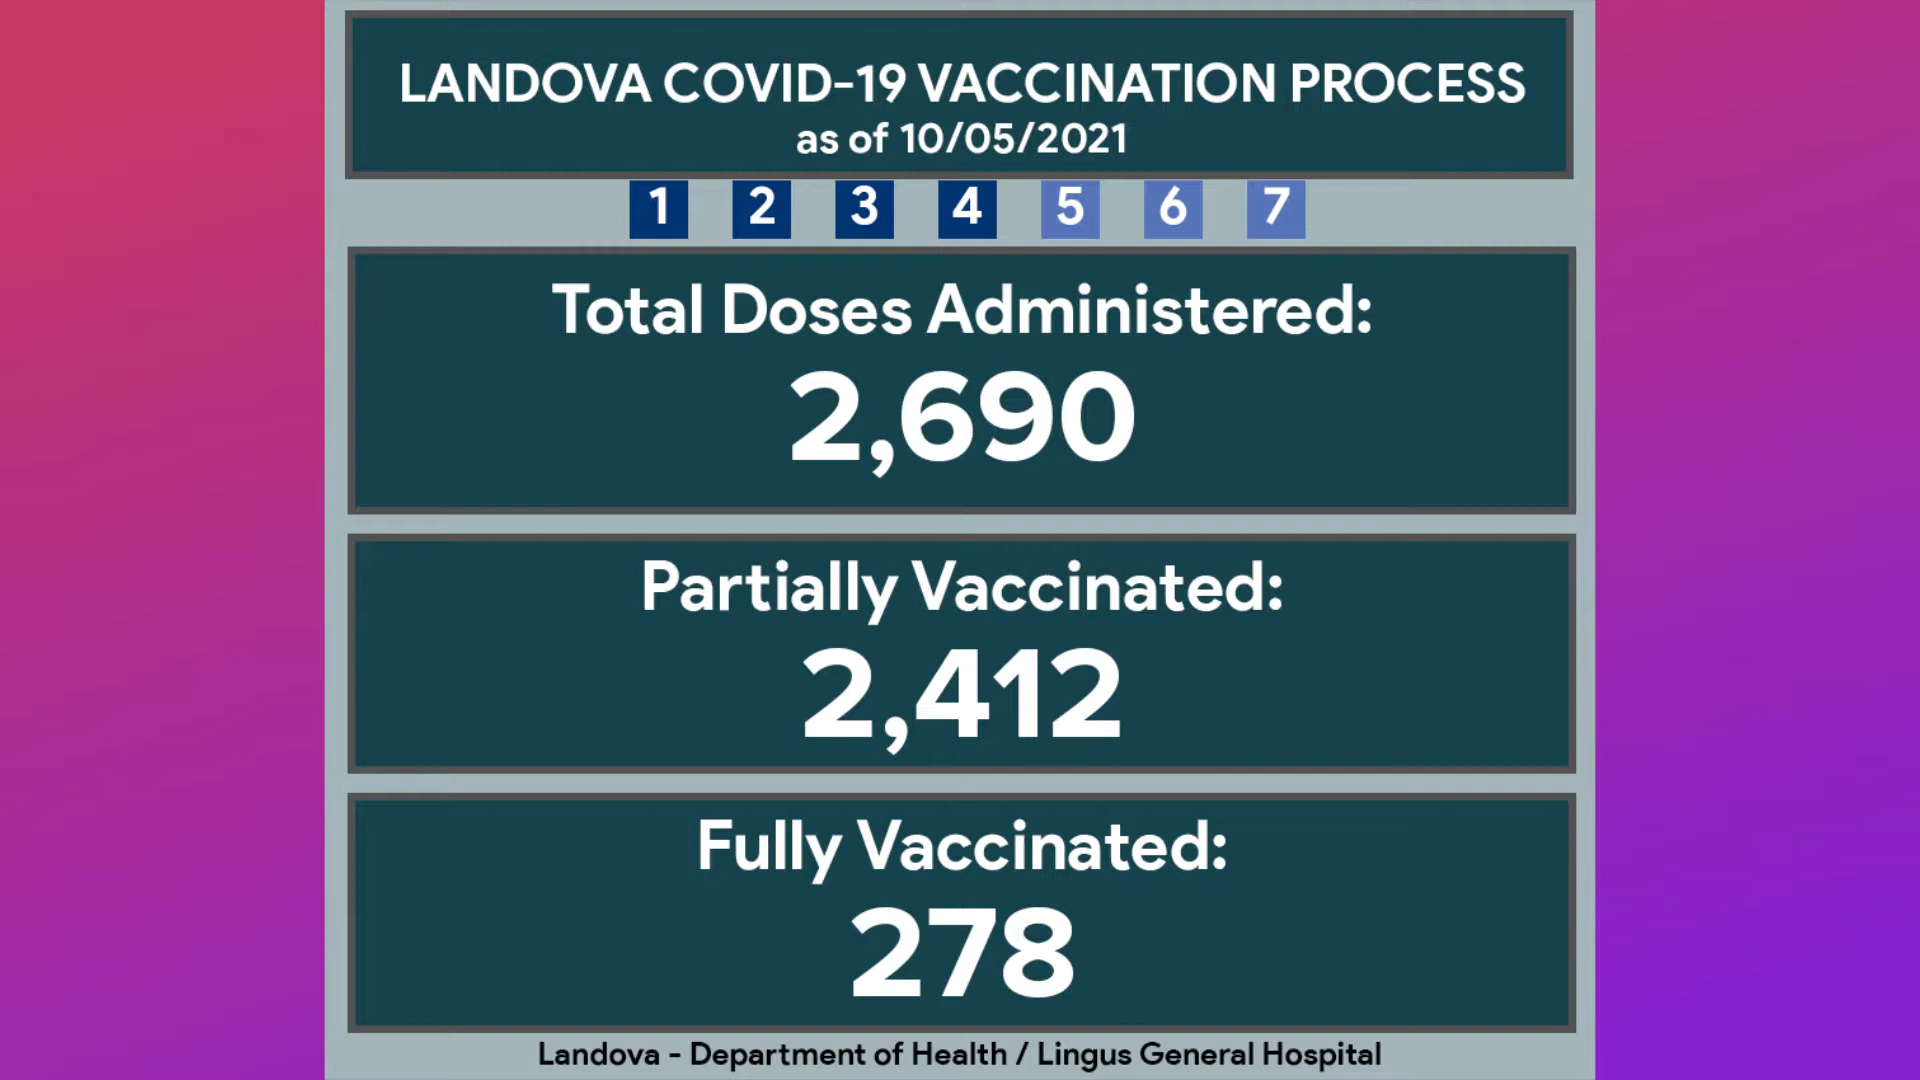 LANDOVA COVID-19 VACCINATION PROCESS
as of 10/05/2021
1 2 3 4 5 6 7
Total Doses Administered:
2,690
Partially Vaccinated:
2,412
Fully Vaccinated:
278
Landova - Department of Health / Lingus General Hospital